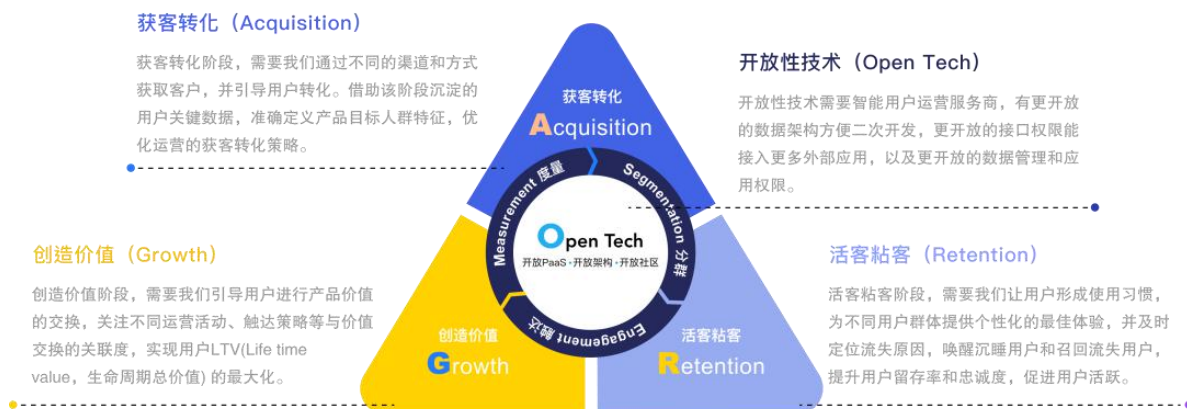 获客转化（Acquisition）
获客转化阶段，需要我们通过不同的渠道和方式
获取客户，并引导用户转化。借助该阶段沉淀的
用户关键数据，准确定义产品目标人群特征，优
化运营的获客转化策略。
开放性技术（Open Tech）
开放性技术需要智能用户运营服务商，有更开放
的数据架构方便二次开发，更开放的接口权限能
接入更多外部应用，以及更开放的数据管理和应
用权限。
获客转化
Acquisition
Measurement 度量
Segmentation 分群
Engagement 触达
Open Tech
开放PaaS·开放架构·开放社区
创造价值
Growth
活客粘客
Retention
创造价值（Growth）
创造价值阶段，需要我们引导用户进行产品价值
的交换，关注不同运营活动、触达策略等与价值
交换的关联度，实现用户LTV(Life time
value，生命周期总价值) 的最大化。
活客粘客（Retention）
活客粘客阶段，需要我们让用户形成使用习惯，
为不同用户群体提供个性化的最佳体验，并及时
定位流失原因，唤醒沉睡用户和召回流失用户，
提升用户留存率和忠诚度，促进用户活跃。